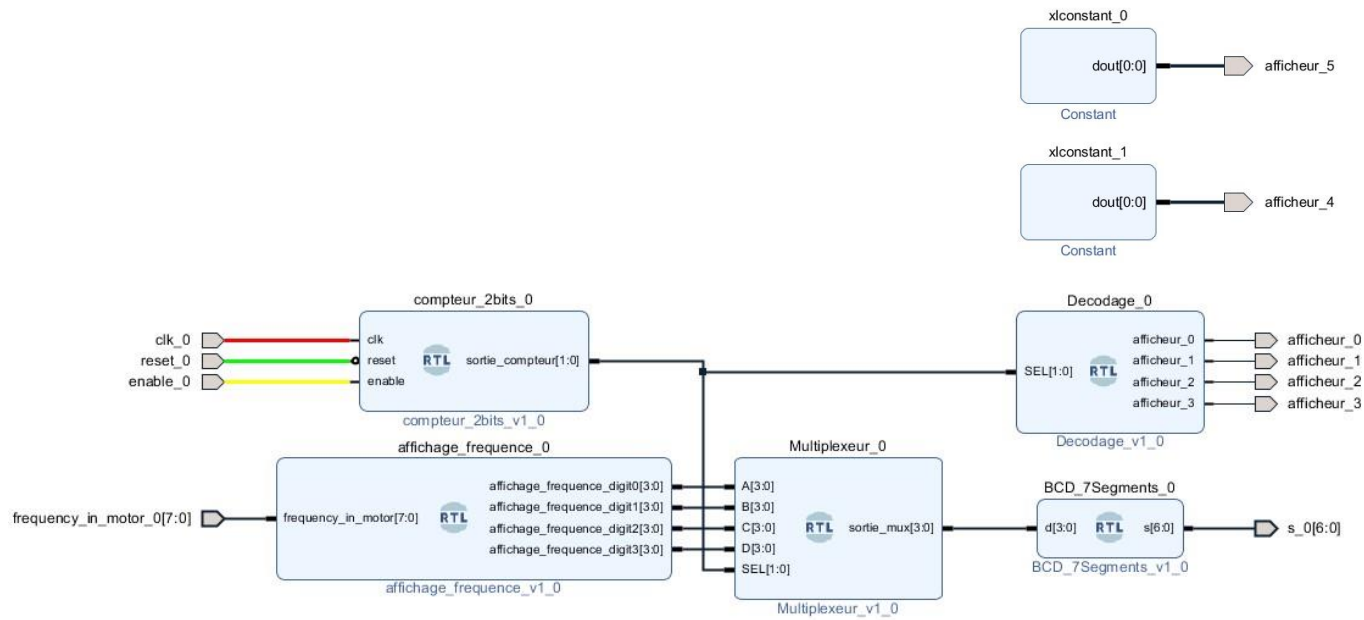 xlconstant_0
dout[0:0]
afficheur_5
Constant
xlconstant_1
dout[0:0]
afficheur_4
Constant
compteur_2bits_0
clk_0
reset_0
enable_0
clk
reset
enable
RTL
sortie_compteur[1:0]
compteur_2bits_v1_0
Decodage_0
SEL[1:0]
RTL
afficheur_0
afficheur_1
afficheur_2
afficheur_3
afficheur_0
afficheur_1
afficheur_2
afficheur_3
Decodage_v1_0
affichage_frequence_0
frequency_in_motor_0[7:0]
frequency_in_motor[7:0]
RTL
affichage_frequence_digit0[3:0]
affichage_frequence_digit1[3:0]
affichage_frequence_digit2[3:0]
affichage_frequence_digit3[3:0]
affichage_frequence_v1_0
Multiplexeur_0
A[3:0]
B[3:0]
C[3:0]
D[3:0]
SEL[1:0]
RTL
sortie_mux[3:0]
Multiplexeur_v1_0
BCD_7Segments_0
d[3:0]
RTL
s[6:0]
s_0[6:0]
BCD_7Segments_v1_0